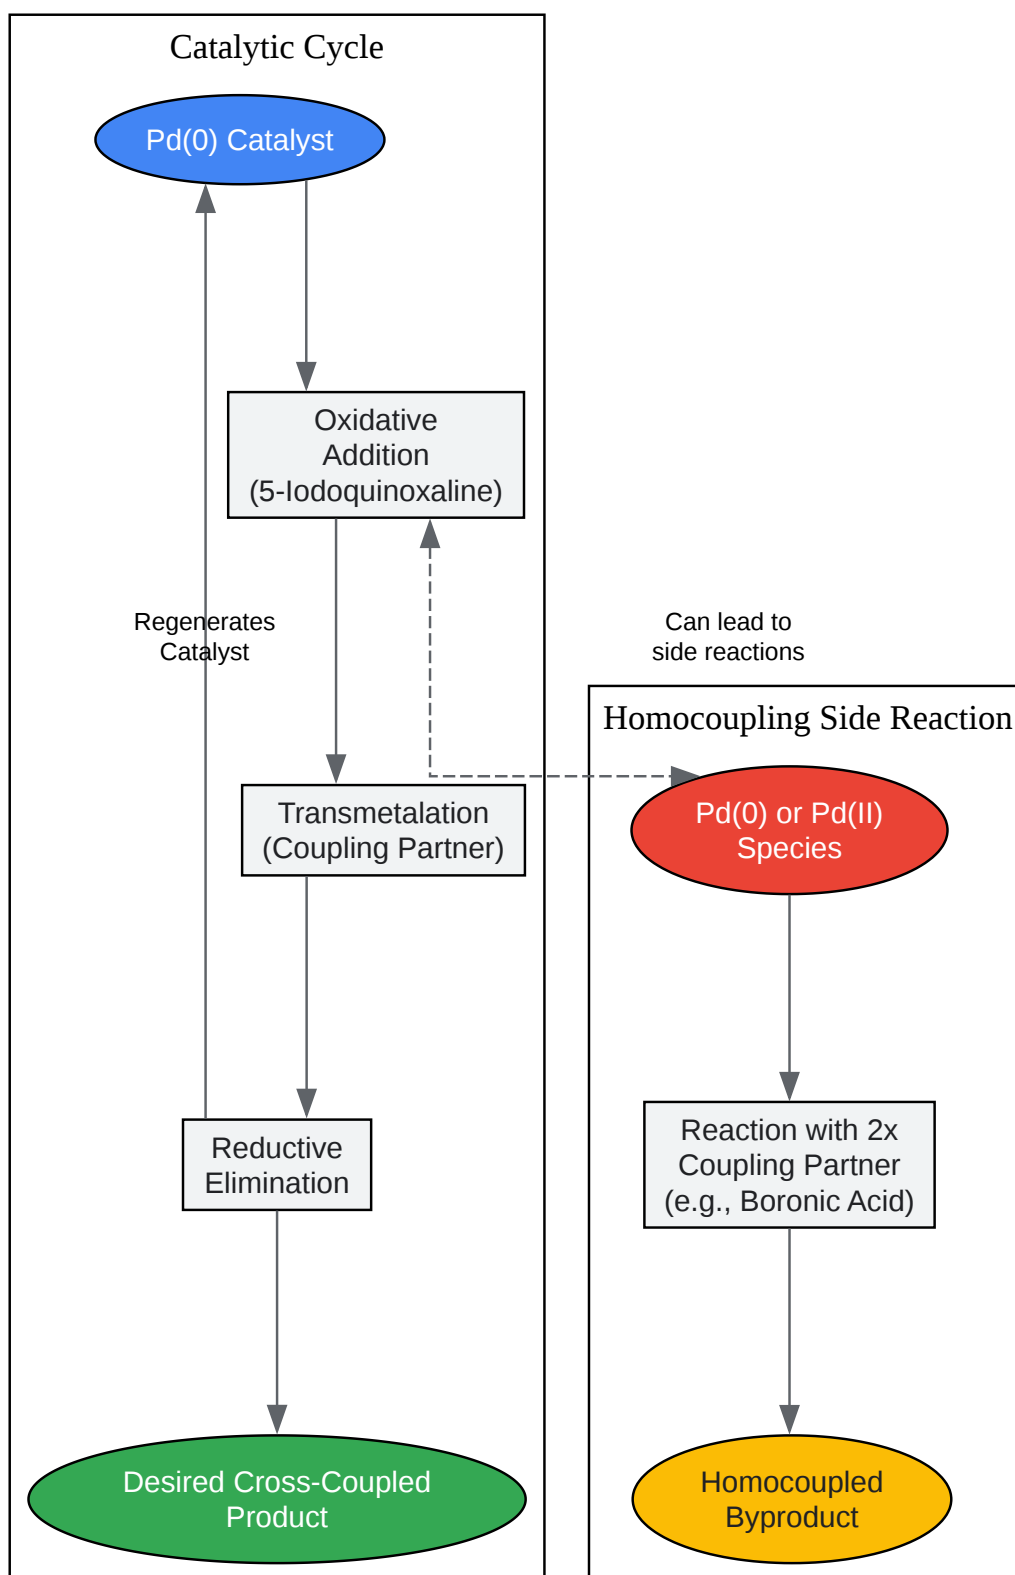 Catalytic Cycle
Pd(0) Catalyst
Oxidative
Addition
(5-Iodoquinoxaline)
Regenerates
Catalyst
Transmetalation
(Coupling Partner)
Reductive
Elimination
Desired Cross-Coupled
Product
Can lead to
side reactions
Homocoupling Side Reaction
Pd(0) or Pd(II)
Species
Reaction with 2x
Coupling Partner
(e.g., Boronic Acid)
Homocoupled
Byproduct